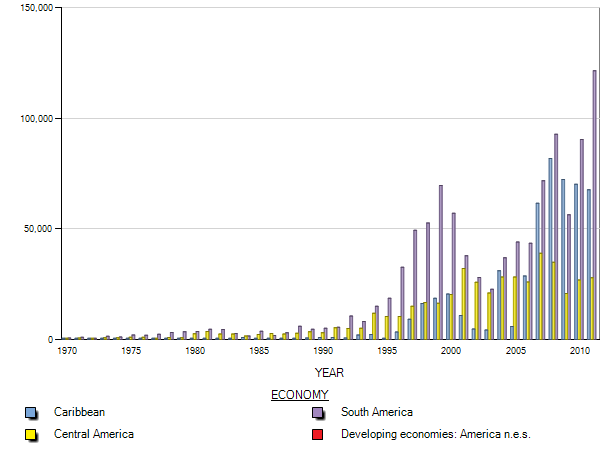 150,000
100,000
50,000
0
1970 1975 1980 1985 1990 1995 2000 2005 2010
YEAR
ECONOMY
Caribbean South America
Central America Developing economies: America n.e.s.